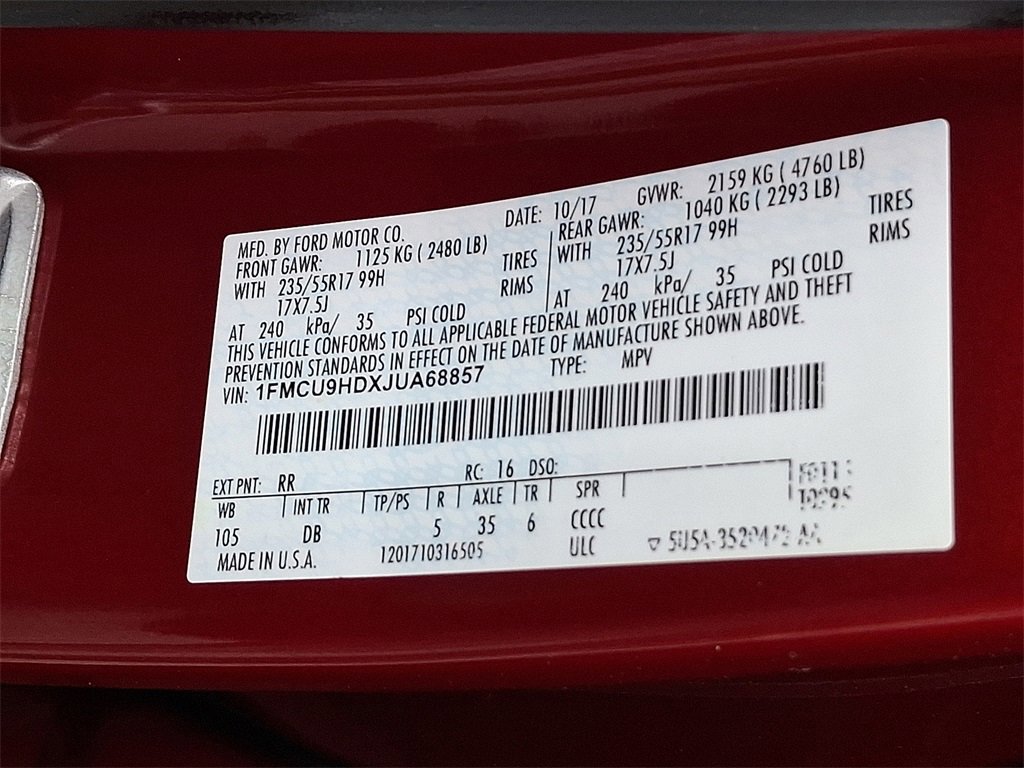 MFD. BY FORD MOTOR CO.
DATE: 10/17
GVWR: 2159 KG ( 4760 LB)
FRONT GAWR: 1125 KG ( 2480 LB)
WITH 235/55R17 99H TIRES
17X7.5J RIMS
AT 240 kPa/ 35 PSI COLD
REAR GAWR: 1040 KG ( 2293 LB)
WITH 235/55R17 99H TIRES
17X7.5J RIMS
AT 240 kPa/ 35 PSI COLD
THIS VEHICLE CONFORMS TO ALL APPLICABLE FEDERAL MOTOR VEHICLE SAFETY AND THEFT
PREVENTION STANDARDS IN EFFECT ON THE DATE OF MANUFACTURE SHOWN ABOVE.
VIN: 1FMCU9HDXJUA68857 TYPE: MPV
EXT PNT: RR RC: 16 DSO:
WB INT TR TP/PS R AXLE TR SPR
105 DB 5 35 6 CCCC
MADE IN U.S.A. 1201710316505 ULC